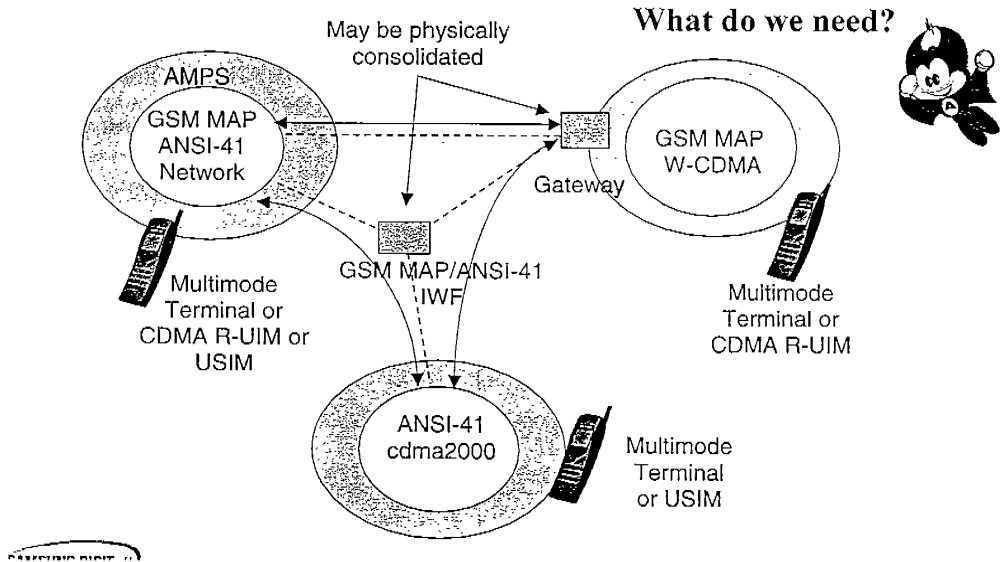 What do we need?
May be physically
consolidated
AMPS
GSM MAP
ANSI-41
Network
GSM MAP
W-CDMA
Gateway
GSM MAP/ANSI-41
IWF
Multimode
Terminal or
CDMA R-UIM or
USIM
Multimode
Terminal or
CDMA R-UIM
ANSI-41
cdma2000
Multimode
Terminal
or USIM